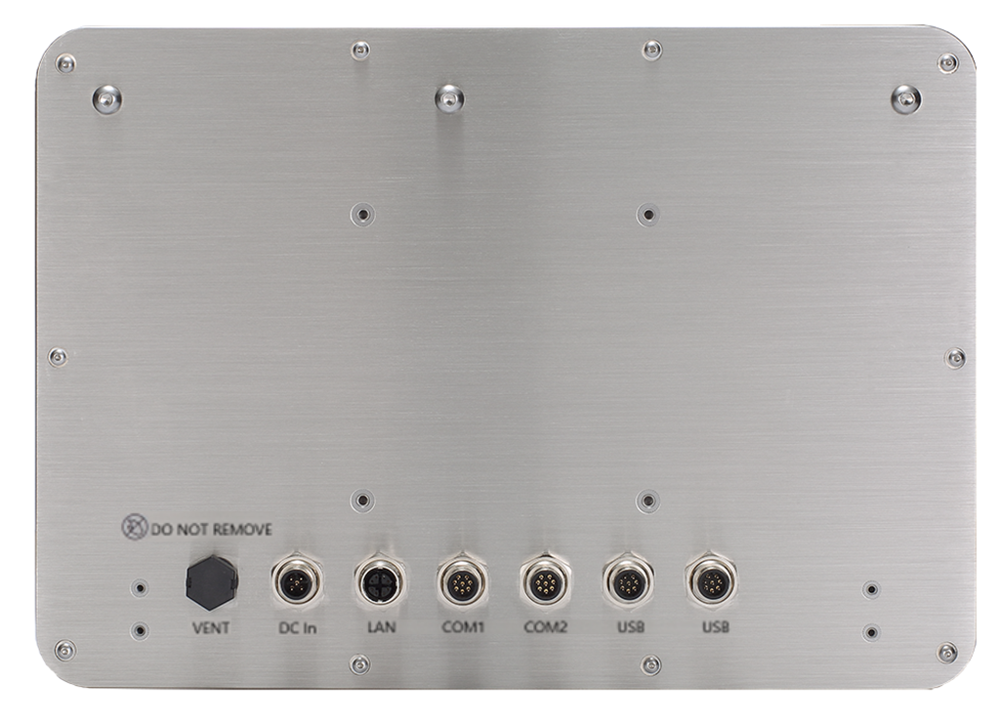 DO NOT REMOVE
VENT DC In LAN COM1 COM2 USB USB